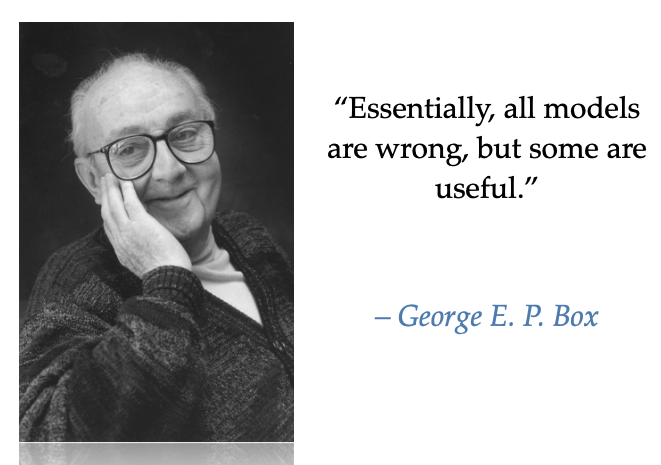 “Essentially, all models
are wrong, but some are
useful.”
– George E. P. Box